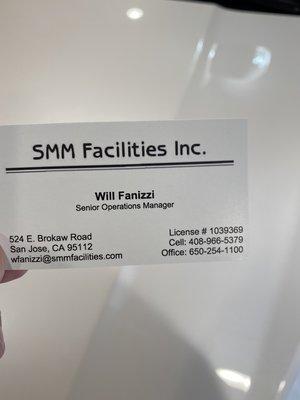 SMM Facilities Inc.
Will Fanizzi
Senior Operations Manager
524 E. Brokaw Road
San Jose, CA 95112
wfanizzi@smmfacilities.com
License # 1039369
Cell: 408-966-5379
Office: 650-254-1100